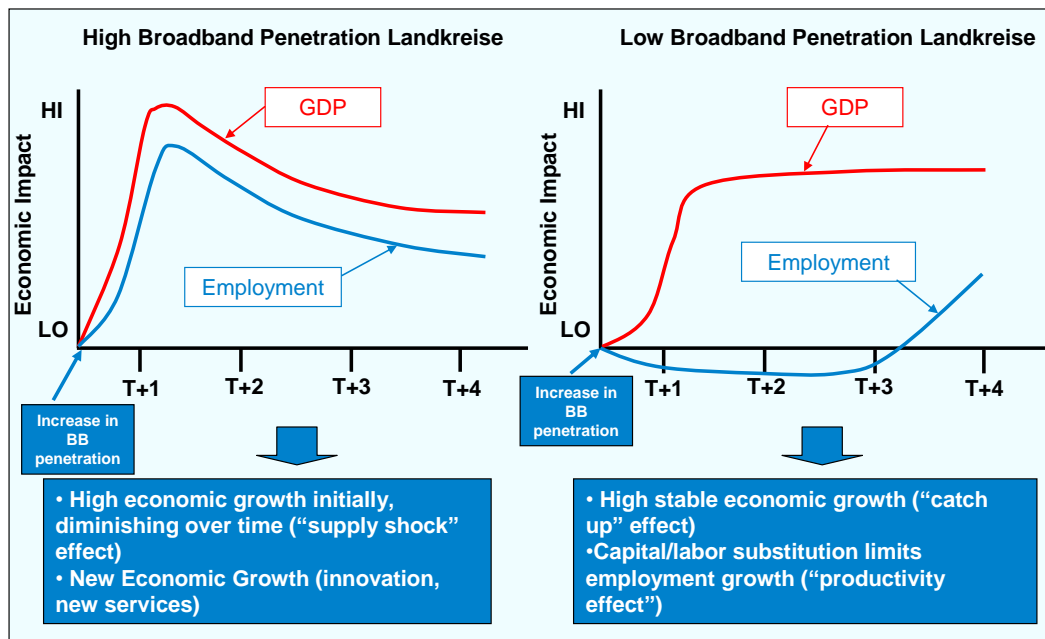 High Broadband Penetration Landkreise
HI
GDP
Economic Impact
Employment
LO
T+1
T+2
T+3
T+4
Increase in
BB
penetration
• High economic growth initially,
diminishing over time (“supply shock”
effect)
• New Economic Growth (innovation,
new services)
Low Broadband Penetration Landkreise
HI
GDP
Economic Impact
Employment
LO
T+1
T+2
T+3
T+4
Increase in
BB
penetration
• High stable economic growth (“catch
up” effect)
•Capital/labor substitution limits
employment growth (“productivity
effect”)